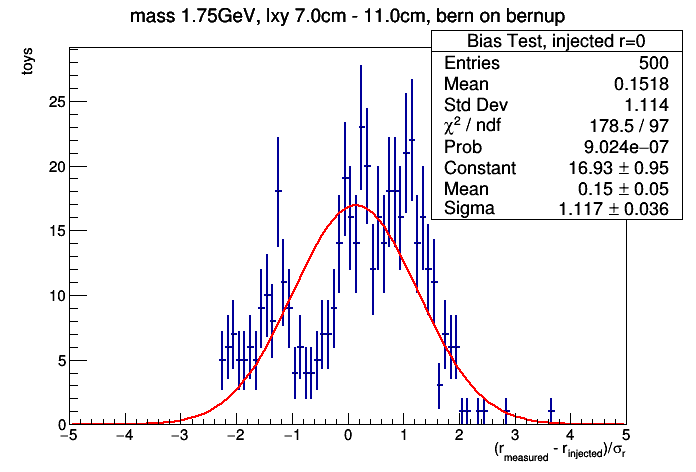 mass 1.75GeV, lxy 7.0cm - 11.0cm, bern on bernup
Bias Test, injected r=0
Entries 500
Mean 0.1518
Std Dev 1.114
χ² / ndf 178.5 / 97
Prob 9.024e−07
Constant 16.93 ± 0.95
Mean 0.15 ± 0.05
Sigma 1.117 ± 0.036
toys
25
20
15
10
5
0
−5 −4 −3 −2 −1 0 1 2 3 4 5
(r_measured - r_injected)/σ_r